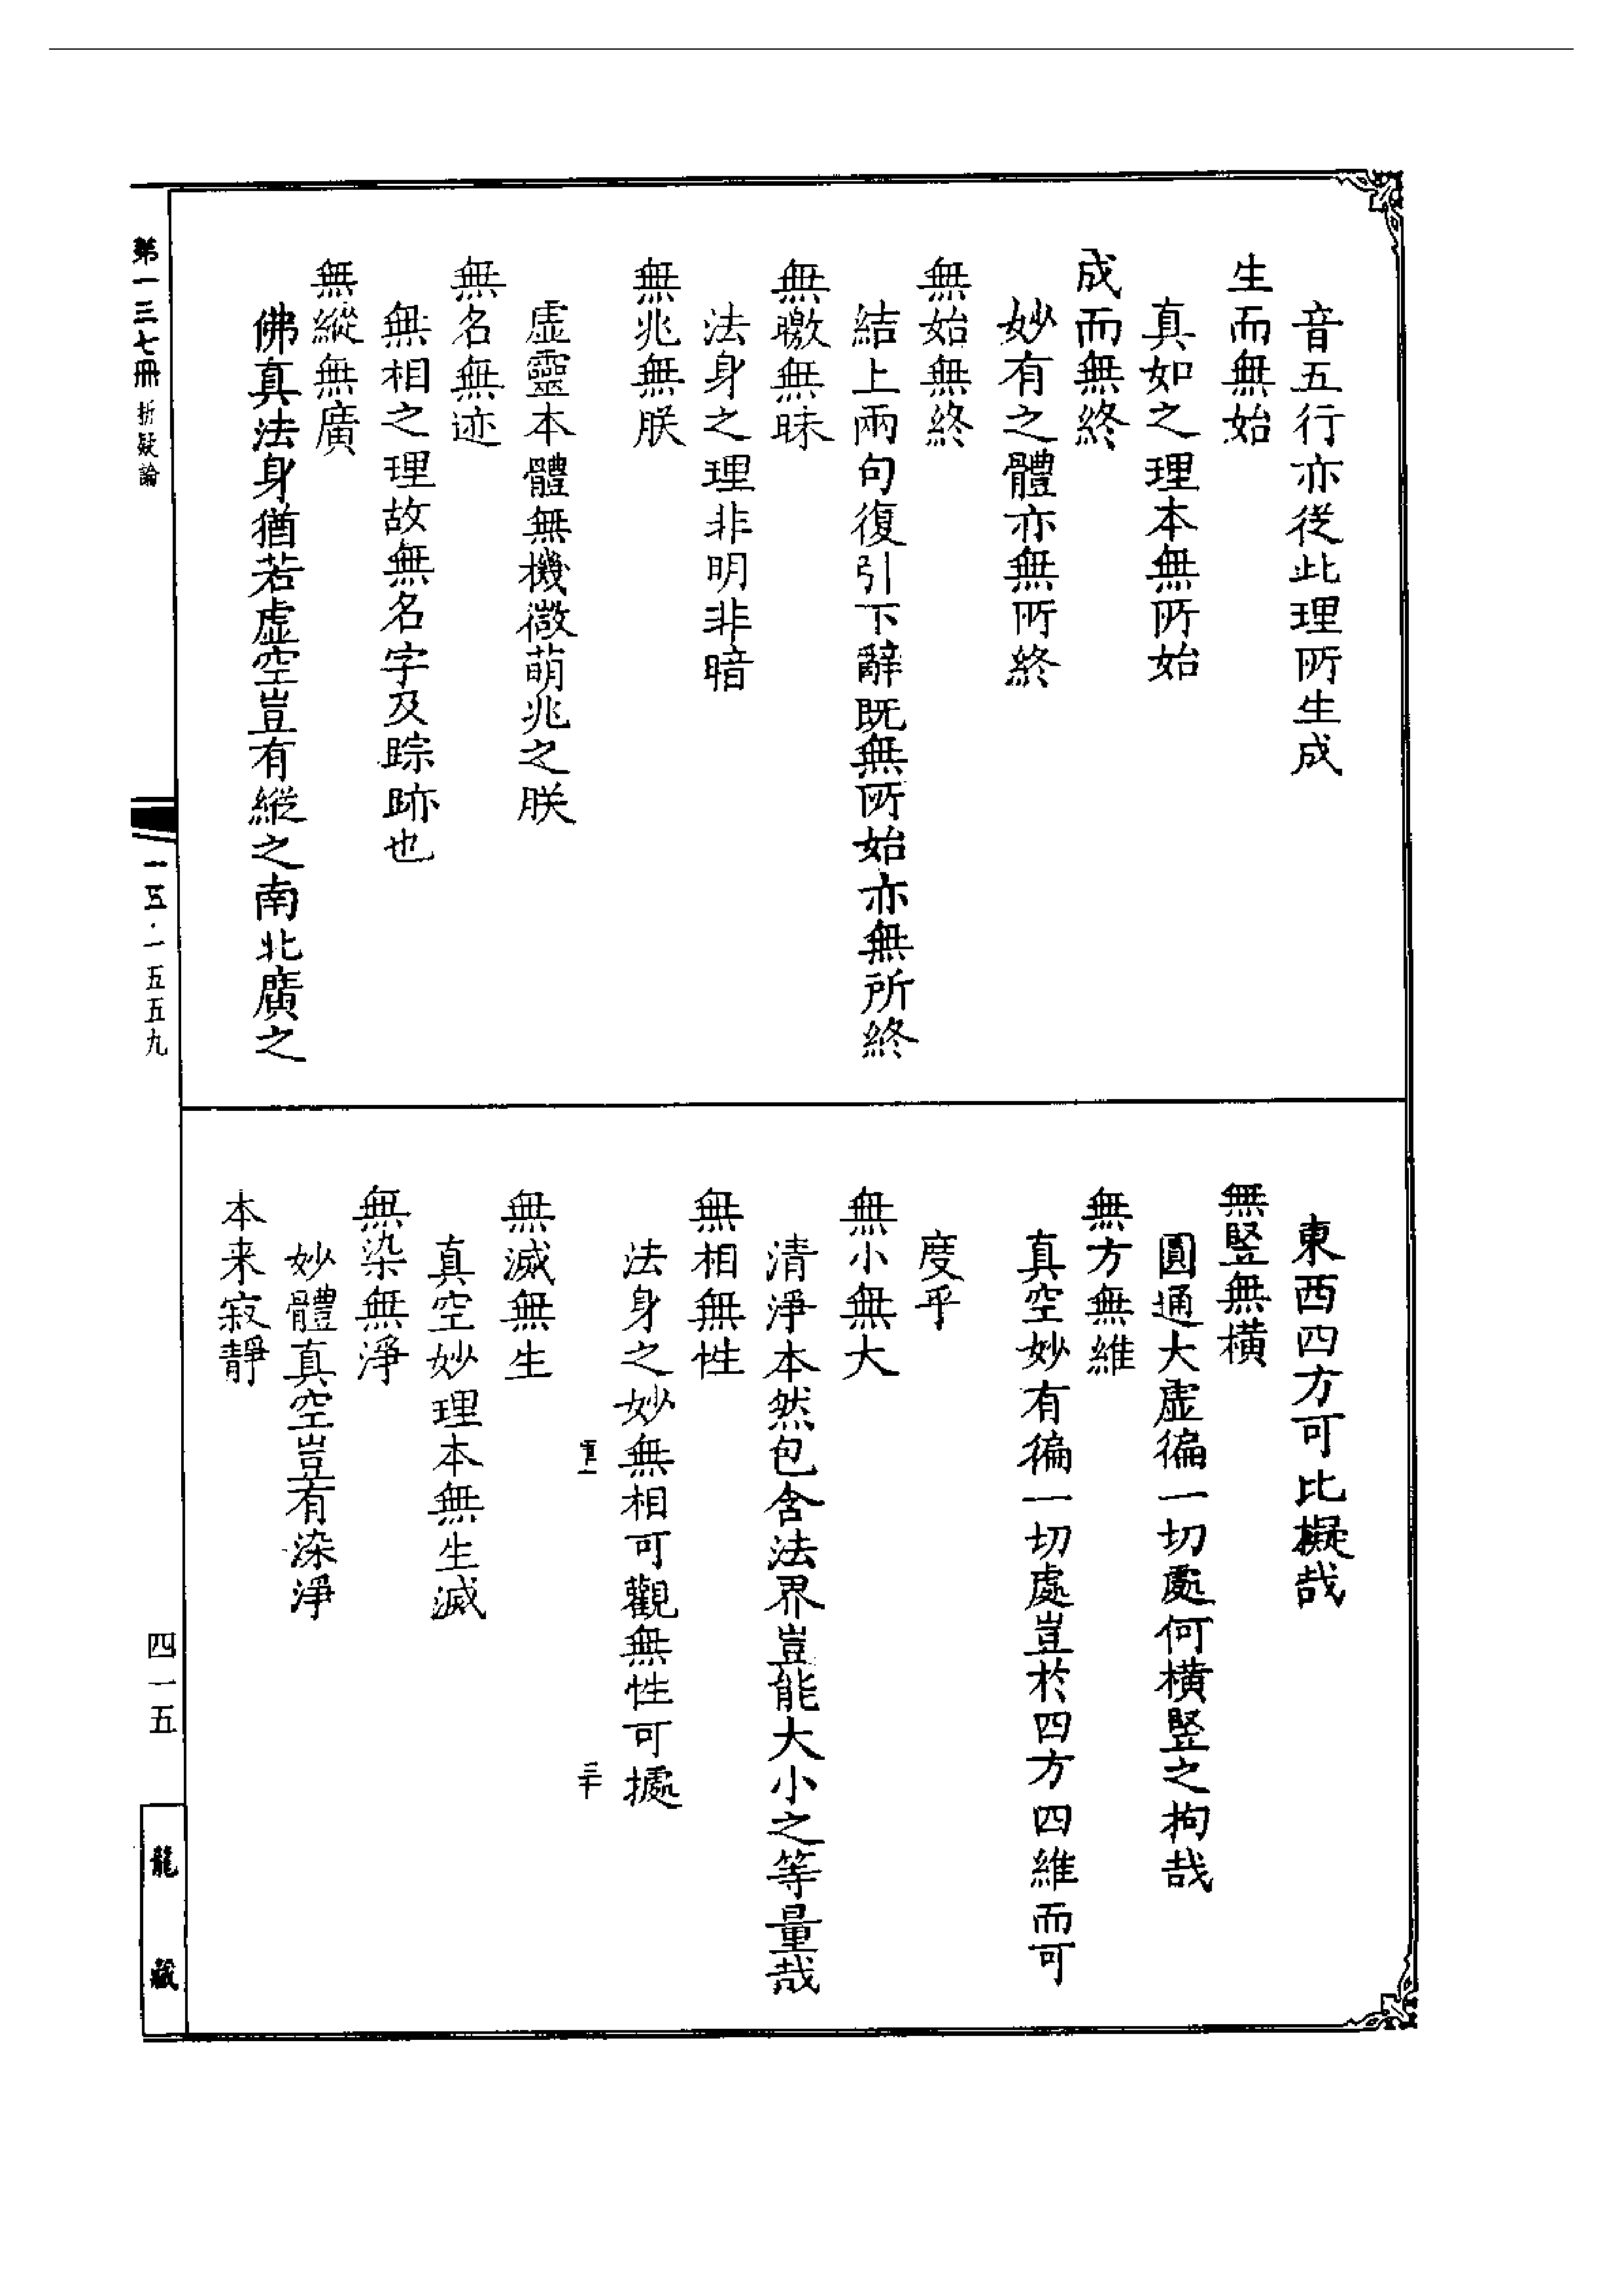 音五行亦從此理所生成
生而無始
真如之理本無所始
成而無終
妙有之體亦無所終
無始無終
結上兩句復引下辭既無所始亦無所終
無曒無昧
法身之理非明非暗
無兆無朕
虛靈本體無機微萌兆之朕
無名無迹
無相之理故無名字及踪跡也
無縱無廣
佛真法身猶若虛空豈有縱之南北廣之
東西四方可比擬哉
無竪無橫
圓通大虛徧一切處何橫竪之拘哉
無方無維
真空妙有徧一切處豈於四方四維而可
度乎
無小無大
清淨本然包含法界豈能大小之等量哉
無相無性
法身之妙無相可觀無性可據
無滅無生
真空妙理本無生滅
無染無淨
妙體真空豈有染淨
本来寂靜
第一三七冊 折疑論
一五·一五五九
四一五
龍藏